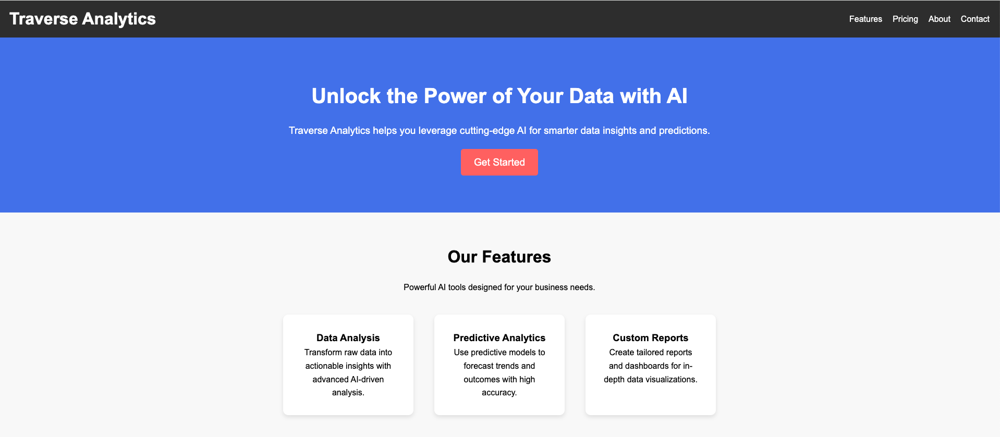 Traverse Analytics
Features Pricing About Contact
Unlock the Power of Your Data with AI
Traverse Analytics helps you leverage cutting-edge AI for smarter data insights and predictions.
Get Started
Our Features
Powerful AI tools designed for your business needs.
Data Analysis
Transform raw data into
actionable insights with
advanced AI-driven
analysis.
Predictive Analytics
Use predictive models to
forecast trends and
outcomes with high
accuracy.
Custom Reports
Create tailored reports
and dashboards for in-
depth data visualizations.